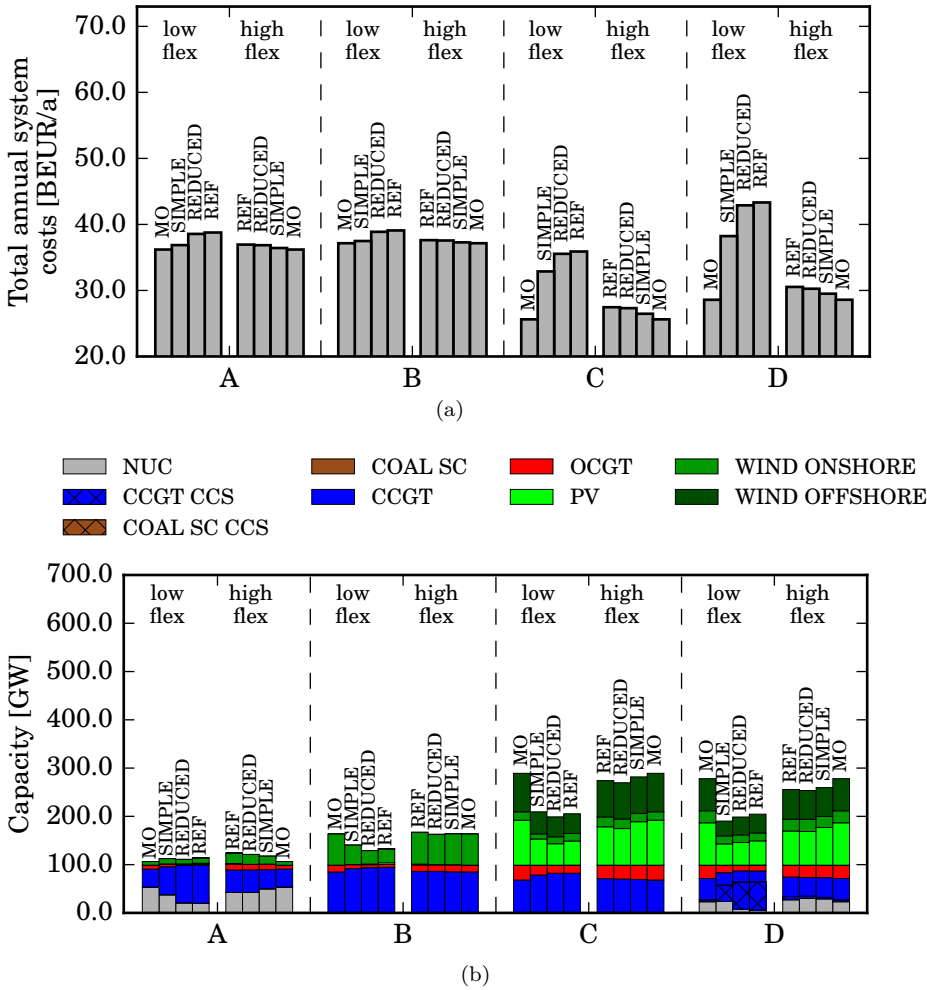 Total annual system
costs [BEUR/a]
70.0
60.0
50.0
40.0
30.0
20.0
low
flex
high
flex
low
flex
high
flex
low
flex
high
flex
low
flex
high
flex
MO
SIMPLE
REDUCED
REF
REF
REDUCED
SIMPLE
MO
MO
SIMPLE
REDUCED
REF
REF
REDUCED
SIMPLE
MO
MO
SIMPLE
REDUCED
REF
REF
REDUCED
SIMPLE
MO
MO
SIMPLE
REDUCED
REF
REF
REDUCED
SIMPLE
MO
A
B
C
D
(a)
NUC
COAL SC
OCGT
WIND ONSHORE
CCGT CCS
CCGT
PV
WIND OFFSHORE
COAL SC CCS
Capacity [GW]
700.0
600.0
500.0
400.0
300.0
200.0
100.0
0.0
low
flex
high
flex
low
flex
high
flex
low
flex
high
flex
low
flex
high
flex
MO
SIMPLE
REDUCED
REF
REF
REDUCED
SIMPLE
MO
MO
SIMPLE
REDUCED
REF
REF
REDUCED
SIMPLE
MO
MO
SIMPLE
REDUCED
REF
REF
REDUCED
SIMPLE
MO
MO
SIMPLE
REDUCED
REF
REF
REDUCED
SIMPLE
MO
A
B
C
D
(b)